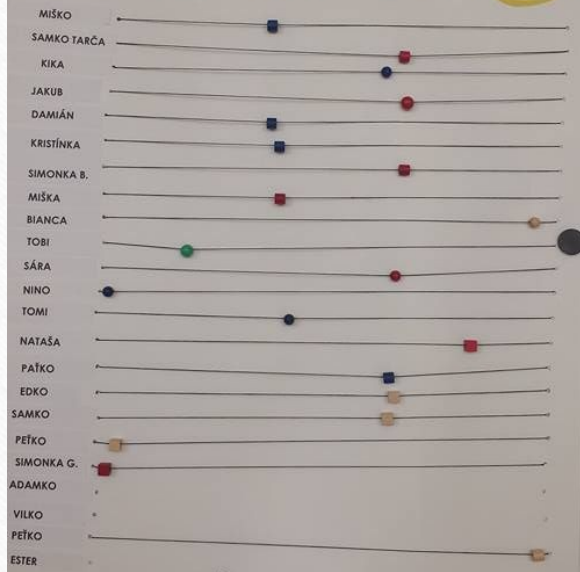 MIŠKO
SAMKO TARČA
KIKA
JAKUB
DAMIÁN
KRISTÍNKA
SIMONKA B.
MIŠKA
BIANCA
TOBI
SÁRA
NINO
TOMI
NATAŠA
PAŤKO
EDKO
SAMKO
PEŤKO
SIMONKA G.
ADAMKO
VILKO
PEŤKO
ESTER